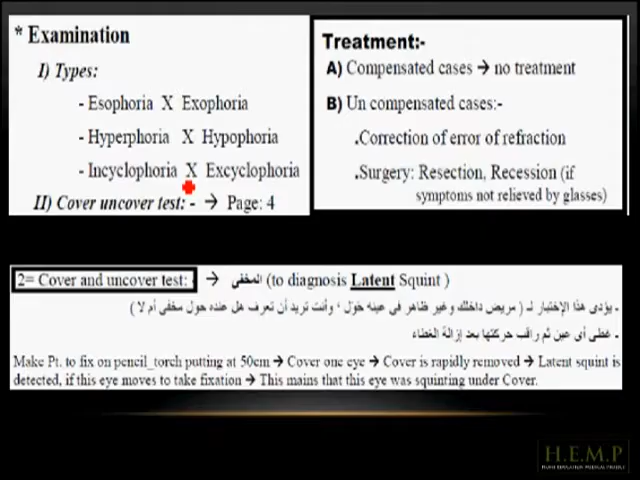 * Examination
I) Types:
- Esophoria X Exophoria
- Hyperphoria X Hypophoria
- Incyclophoria X Excyclophoria
II) Cover uncover test: - → Page: 4
Treatment:-
A) Compensated cases → no treatment
B) Un compensated cases:-
.Correction of error of refraction
.Surgery: Resection, Recession (if
symptoms not relieved by glasses)
2= Cover and uncover test: → المخفى (to diagnosis Latent Squint )
- يؤدى هذا الإختبار لـ ( مريض داخلك وغير ظاهر فى عينه حَوَل ، وأنت تريد أن تعرف هل عنده حول مخفى أم لا )
- غطى أى عين ثم راقب حركتها بعد إزالة الغطاء
Make Pt. to fix on pencil_torch putting at 50cm → Cover one eye → Cover is rapidly removed → Latent squint is
detected, if this eye moves to take fixation → This mains that this eye was squinting under Cover.
H.E.M.P